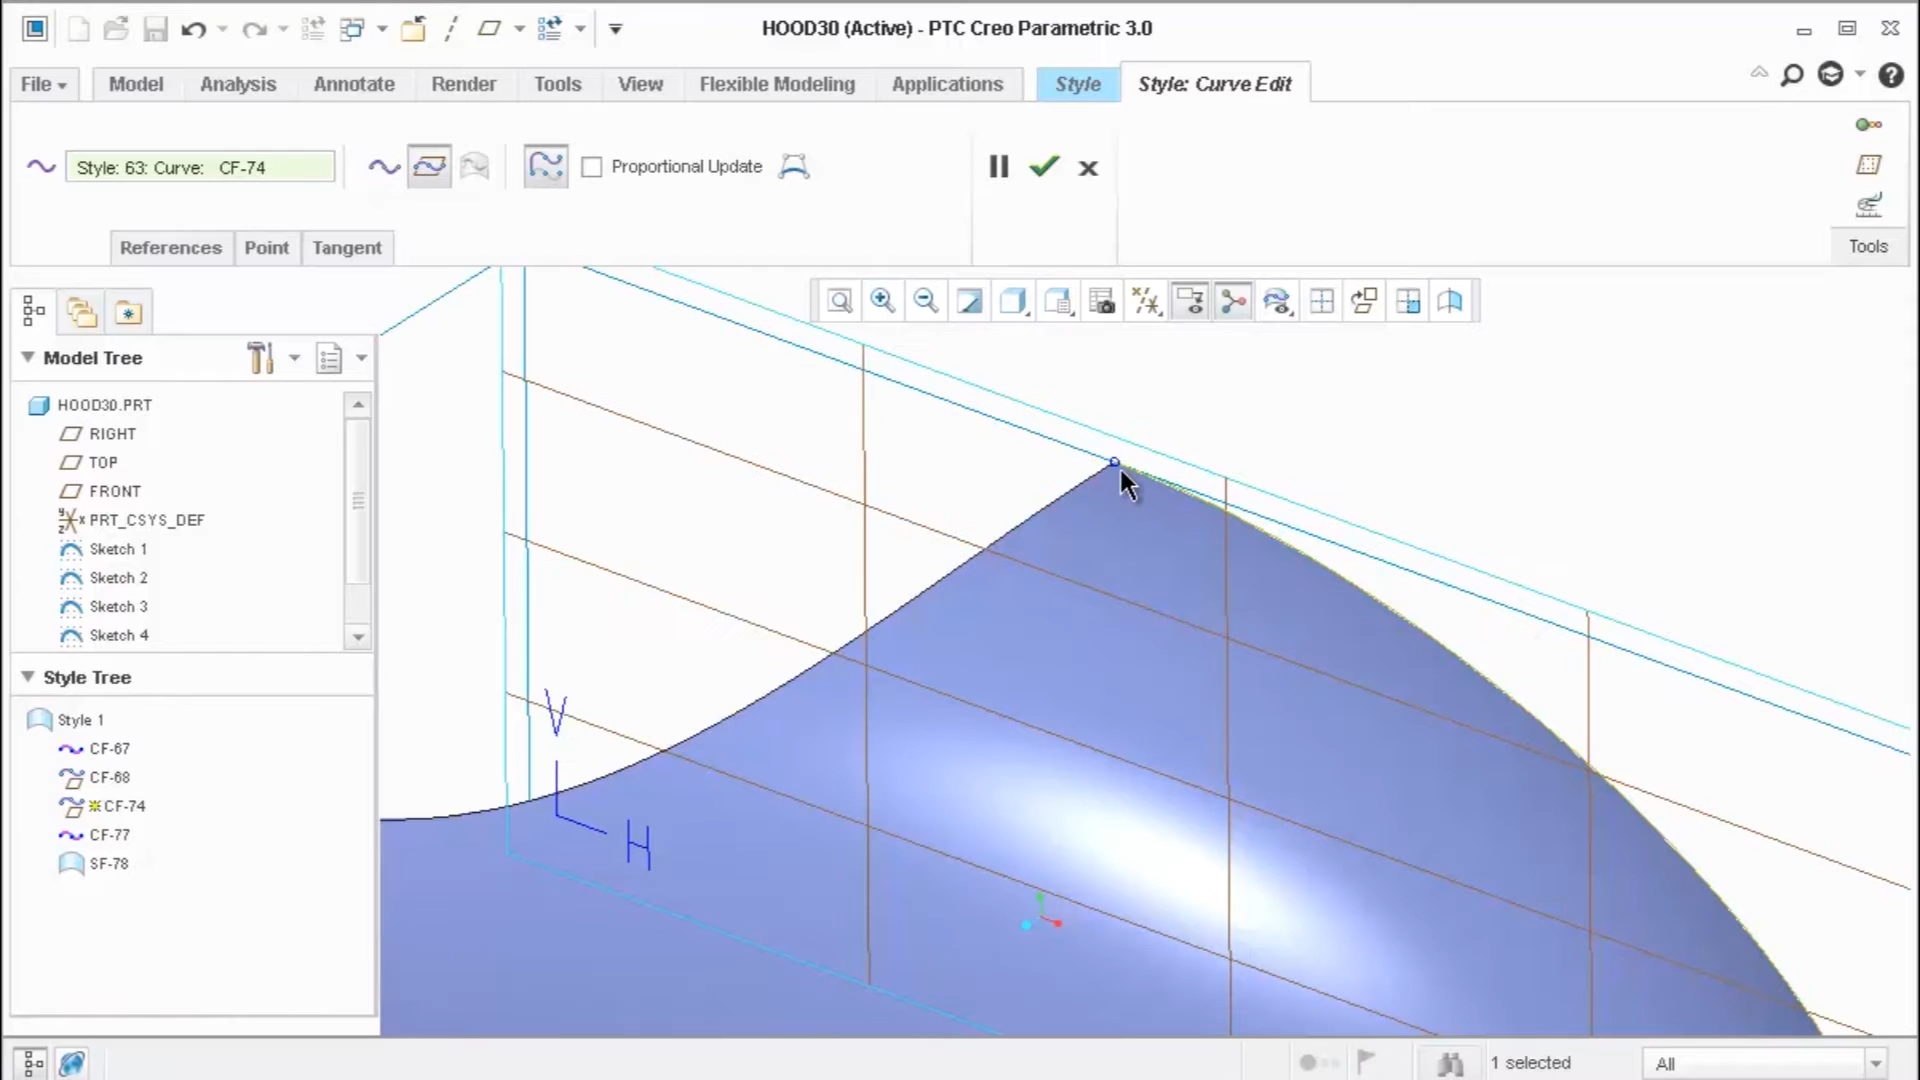 HOOD30 (Active) - PTC Creo Parametric 3.0
File Model Analysis Annotate Render Tools View Flexible Modeling Applications Style Style: Curve Edit
Style: 63: Curve: CF-74
Proportional Update
References Point Tangent
Tools
Model Tree
HOOD30.PRT
RIGHT
TOP
FRONT
PRT_CSYS_DEF
Sketch 1
Sketch 2
Sketch 3
Sketch 4
Style Tree
Style 1
CF-67
CF-68
CF-74
CF-77
SF-78
V
H
1 selected
All